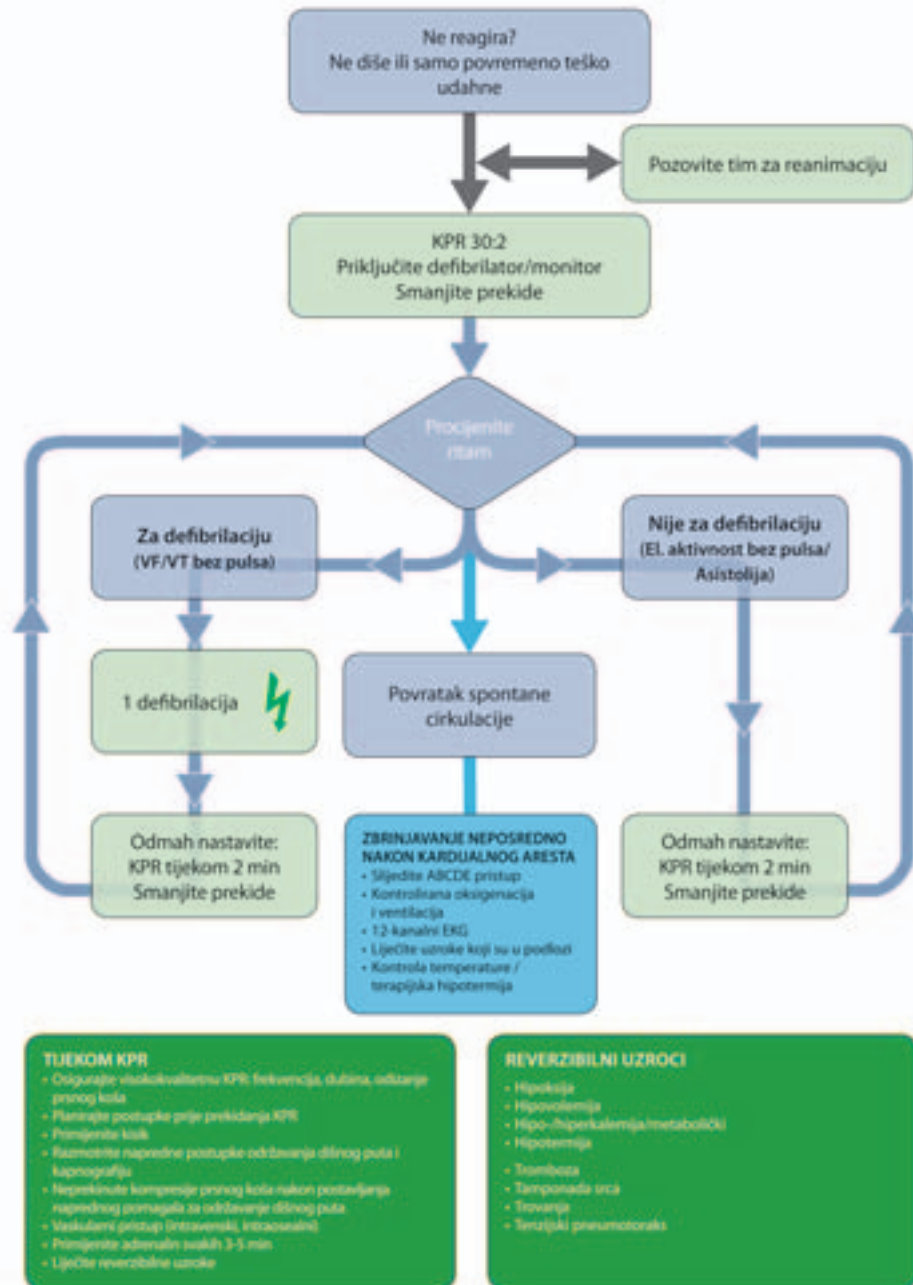 Ne reagira?
Ne diše ili samo povremeno teško
udahne
Pozovite tim za reanimaciju
KPR 30:2
Priključite defibrilator/monitor
Smanjite prekide
Procijenite
ritam
Za defibrilaciju
(VF/VT bez pulsa)
Nije za defibrilaciju
(El. aktivnost bez pulsa/
Asistolija)
1 defibrilacija
Povratak spontane
cirkulacije
Odmah nastavite:
KPR tijekom 2 min
Smanjite prekide
ZBRINJAVANJE NEPOSREDNO
NAKON KARDIJALNOG ARESTA
• Slijedite ABCDE pristup
• Kontrolirana oksigenacija
i ventilacija
• 12-kanalni EKG
• Liječite uzroke koji su u podlozi
• Kontrola temperature /
terapijska hipotermija
Odmah nastavite:
KPR tijekom 2 min
Smanjite prekide
TIJEKOM KPR
• Osigurajte visokokvalitetnu KPR: frekvencija, dubina, odizanje
prsnog koša
• Planirajte postupke prije prekidanja KPR
• Primijenite kisik
• Razmotrite napredne postupke održavanja dišnog puta i
kapnografiju
• Neprekinute kompresije prsnog koša nakon postavljanja
naprednog pomagala za održavanje dišnog puta
• Vaskularni pristup (intravenski, intraosealni)
• Primijenite adrenalin svakih 3-5 min
• Liječite reverzibilne uzroke
REVERZIBILNI UZROCI
• Hipoksija
• Hipovolemija
• Hipo-/hiperkalemija/metabolički
• Hipotermija
• Tromboza
• Tamponada srca
• Trovanja
• Tenzijski pneumotoraks